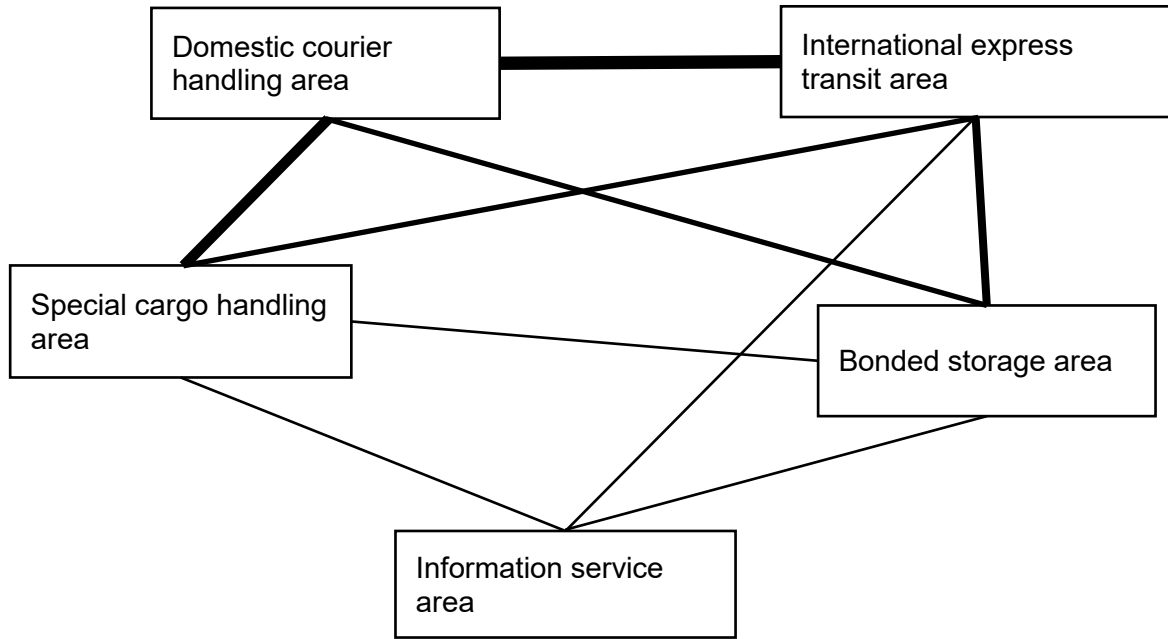 Domestic courier
handling area
International express
transit area
Special cargo handling
area
Bonded storage area
Information service
area